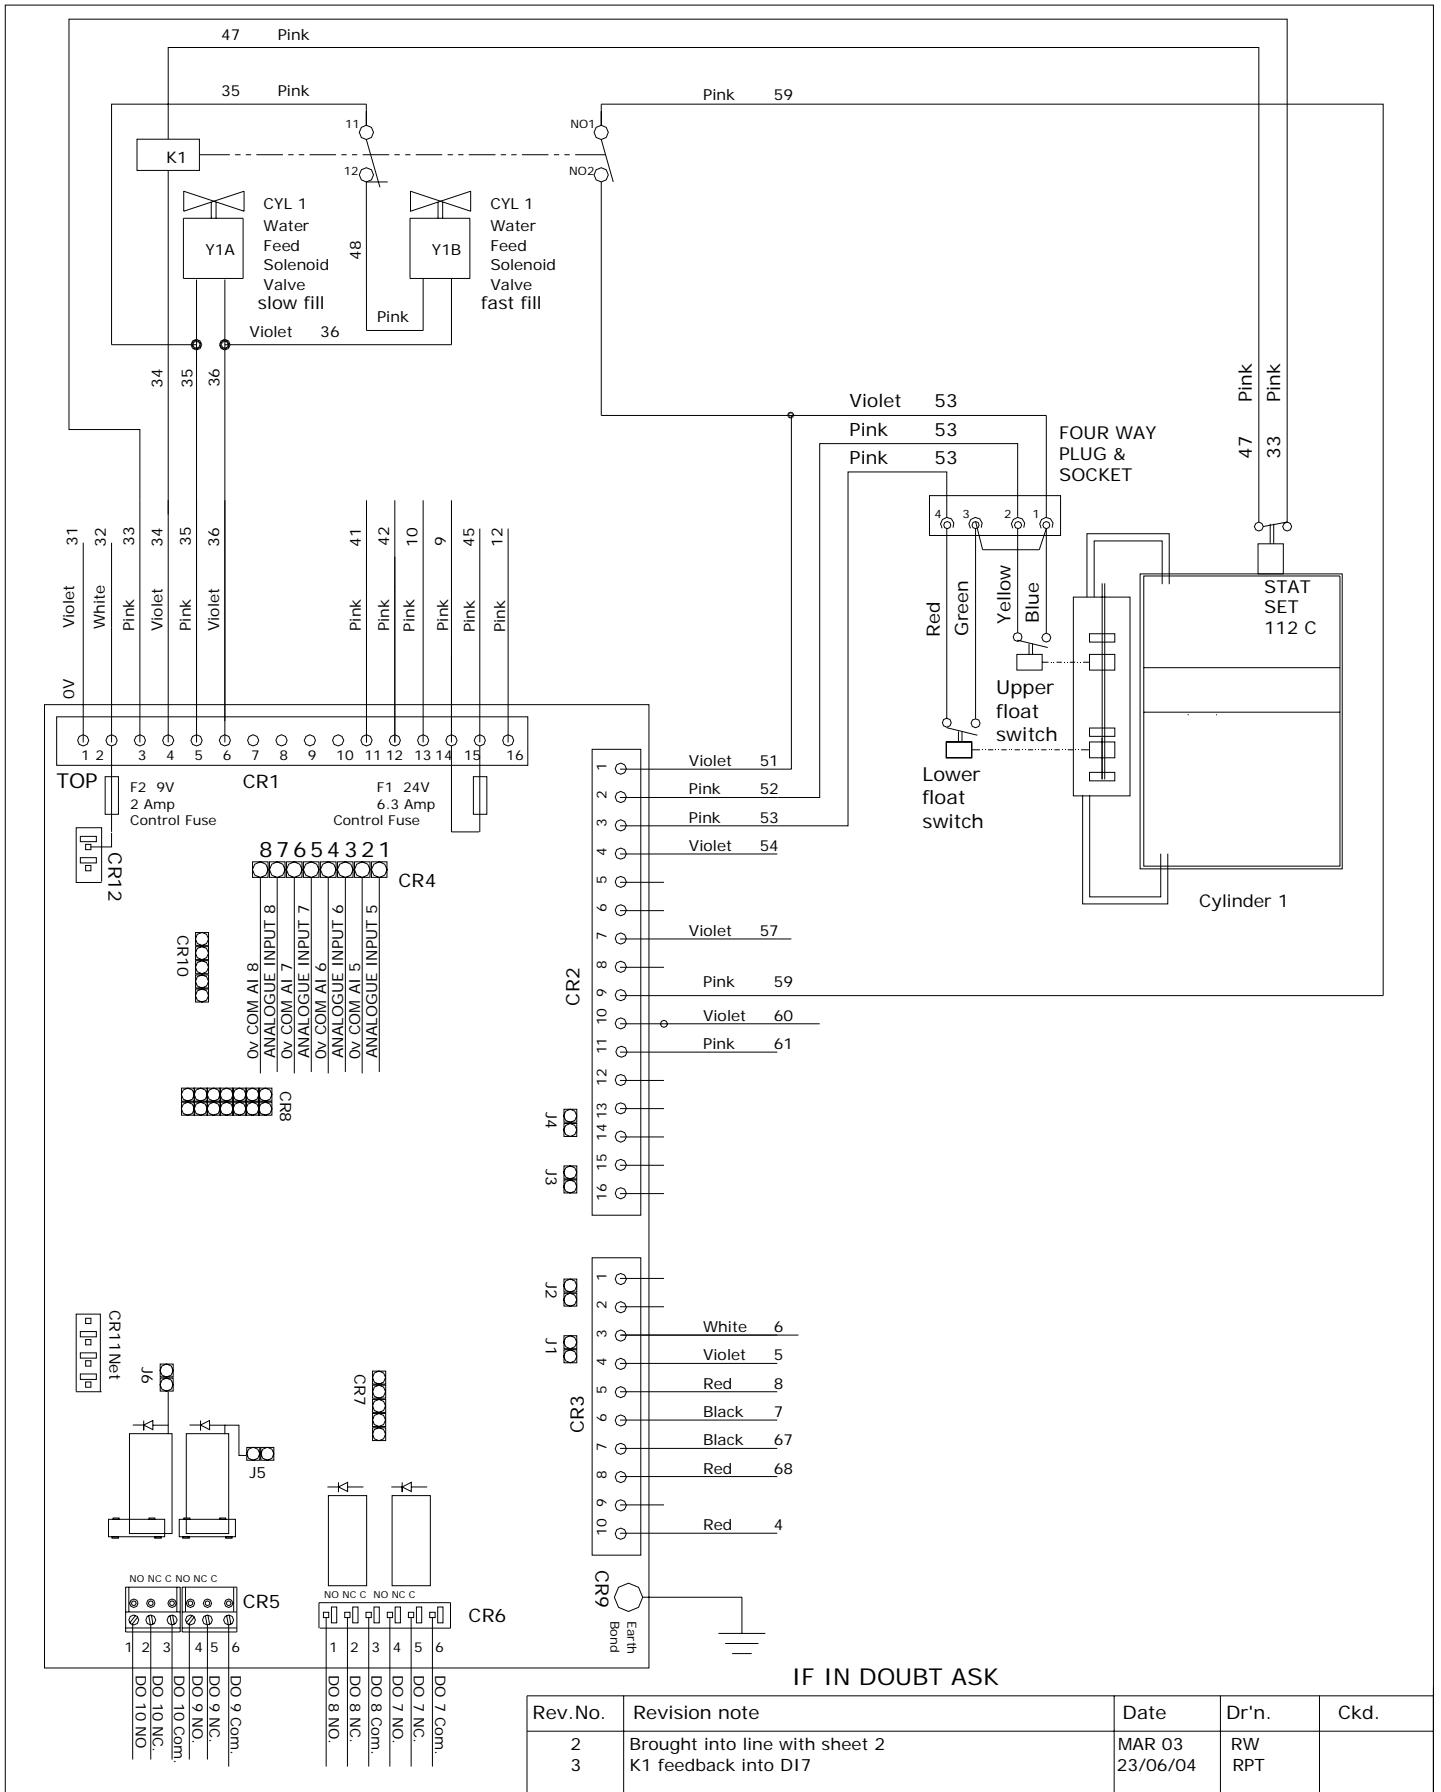 47 Pink
35 Pink
Pink 59
11
NO1
K1
12
NO2
CYL 1
Water
Feed
Solenoid
Valve
slow fill
Y1A
48
Y1B
CYL 1
Water
Feed
Solenoid
Valve
fast fill
Pink
Violet 36
34
35
36
Violet 53
Pink 53
Pink 53
FOUR WAY
PLUG &
SOCKET
47 Pink
33 Pink
4 3 2 1
Red
Green
Yellow
Blue
STAT
SET
112 C
Upper
float
switch
Lower
float
switch
Cylinder 1
31 32 33 34 35 36 41 42 10 9 45 12
Violet White Pink Violet Pink Violet Pink Pink Pink Pink Pink Pink
0V
1 2 3 4 5 6 7 8 9 10 11 12 13 14 15 16
TOP
CR1
F2 9V
2 Amp
Control Fuse
F1 24V
6.3 Amp
Control Fuse
CR12
8 7 6 5 4 3 2 1
CR4
0v COM AI 8
ANALOGUE INPUT 8
0v COM AI 7
ANALOGUE INPUT 7
0v COM AI 6
ANALOGUE INPUT 6
0v COM AI 5
ANALOGUE INPUT 5
CR10
CR8
CR2
1 Violet 51
2 Pink 52
3 Pink 53
4 Violet 54
5
6
7 Violet 57
8
9 Pink 59
10 Violet 60
11 Pink 61
12
13
14
15
16
J4
J3
J2
J1
CR3
1
2
3 White 6
4 Violet 5
5 Red 8
6 Black 7
7 Black 67
8 Red 68
9
10 Red 4
CR11Net
J6
J5
CR7
NO NC C NO NC C
CR5
1 2 3 4 5 6
DO 10 NO
DO 10 NC.
DO 10 Com.
DO 9 NO.
DO 9 NC.
DO 9 Com.
NO NC C NO NC C
CR6
1 2 3 4 5 6
DO 8 NO.
DO 8 NC.
DO 8 Com.
DO 7 NO.
DO 7 NC.
DO 7 Com.
CR9
Earth
Bond
IF IN DOUBT ASK
Rev.No. Revision note Date Dr'n. Ckd.
2 Brought into line with sheet 2 MAR 03 RW
3 K1 feedback into DI7 23/06/04 RPT